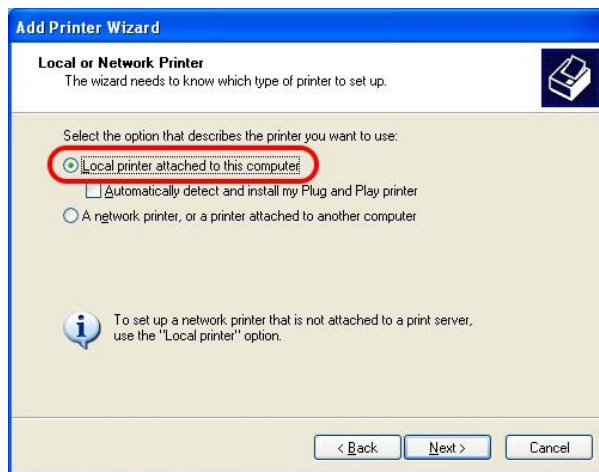 Add Printer Wizard
Local or Network Printer
The wizard needs to know which type of printer to set up.
Select the option that describes the printer you want to use:
Local printer attached to this computer
Automatically detect and install my Plug and Play printer
A network printer, or a printer attached to another computer
To set up a network printer that is not attached to a print server,
use the "Local printer" option.
< Back Next > Cancel